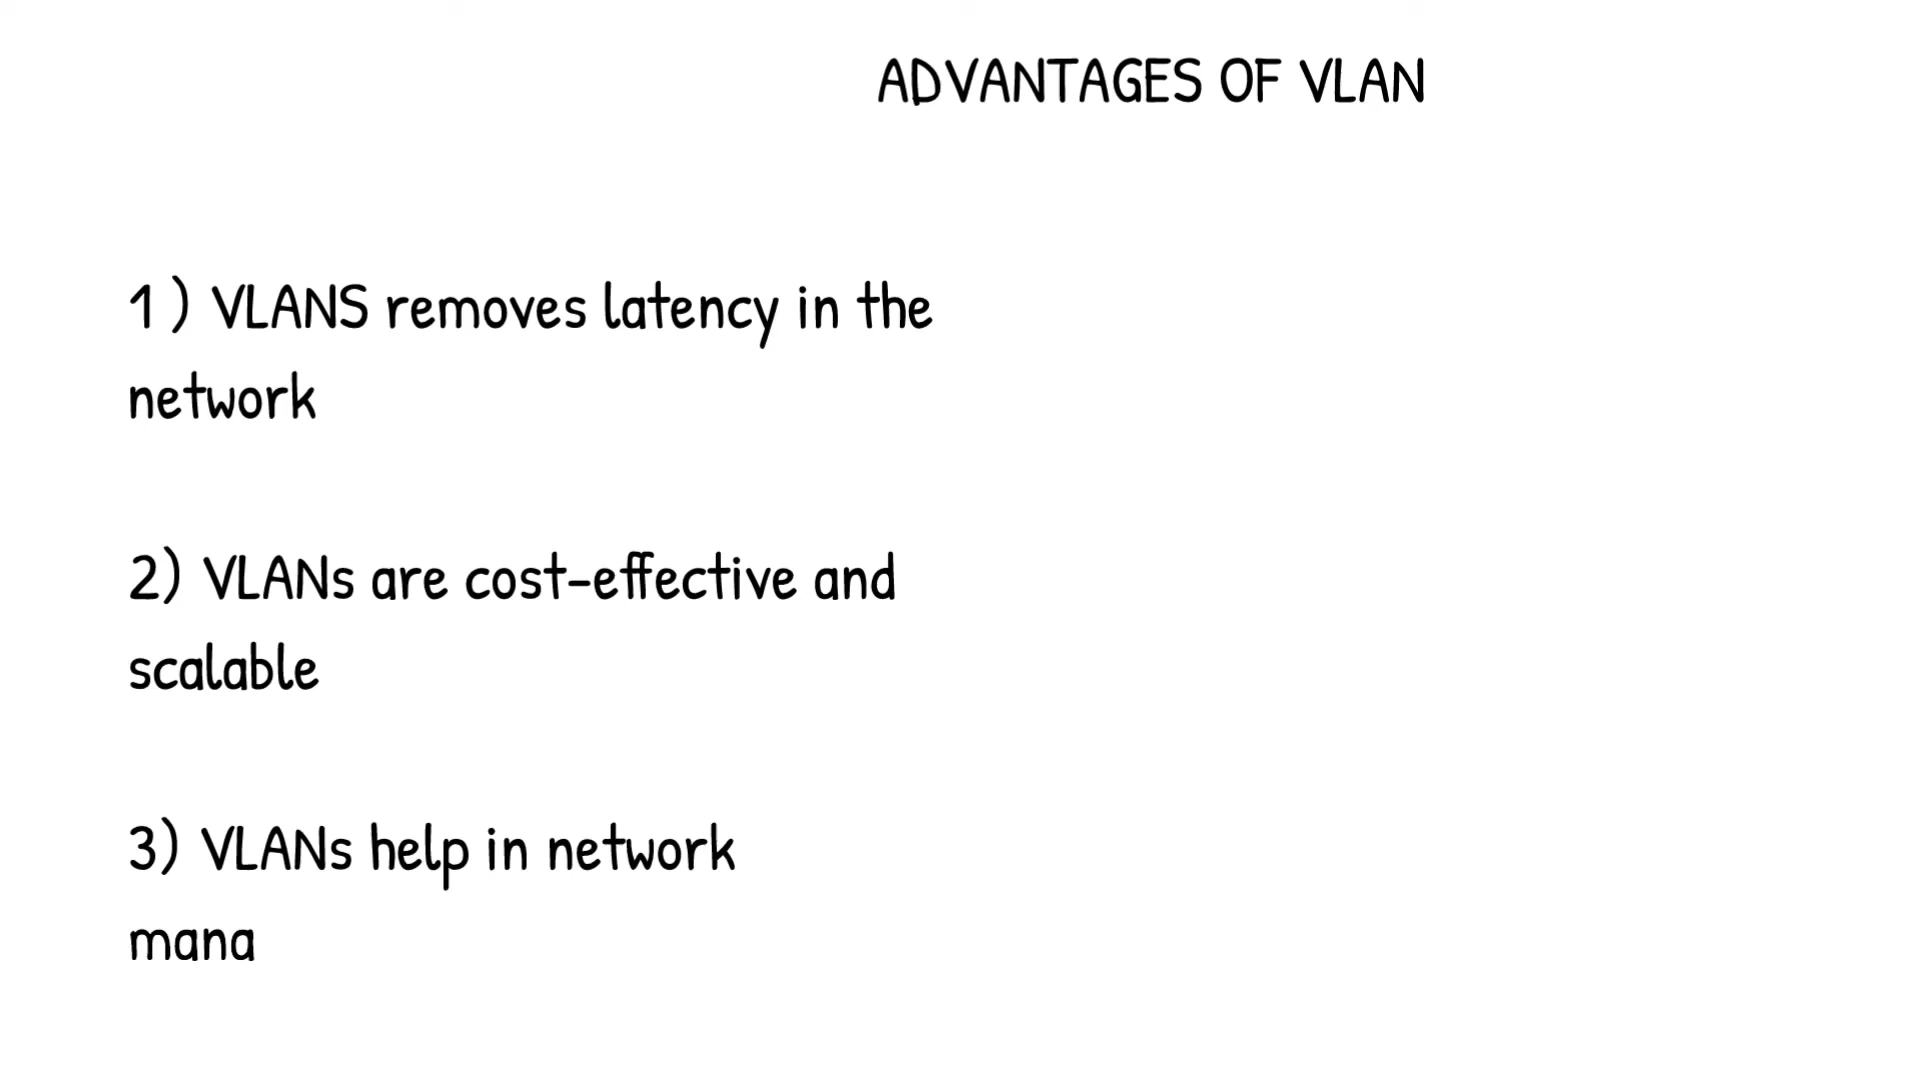 ADVANTAGES OF VLAN
1 ) VLANS removes latency in the
network
2) VLANs are cost-effective and
scalable
3) VLANs help in network
mana